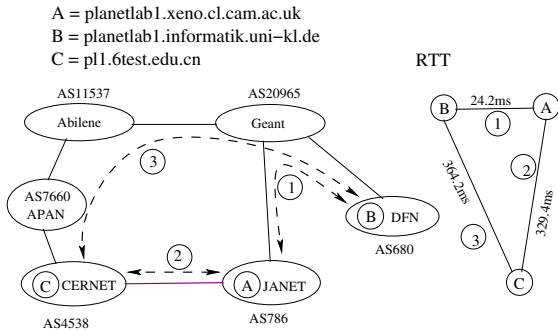 A = planetlab1.xeno.cl.cam.ac.uk
B = planetlab1.informatik.uni-kl.de
C = pl1.6test.edu.cn
RTT
AS11537
AS20965
Abilene
Geant
B
24.2ms
A
1
3
1
2
AS7660
APAN
364.2ms
329.4ms
B DFN
3
AS680
2
C CERNET
A JANET
C
AS4538
AS786